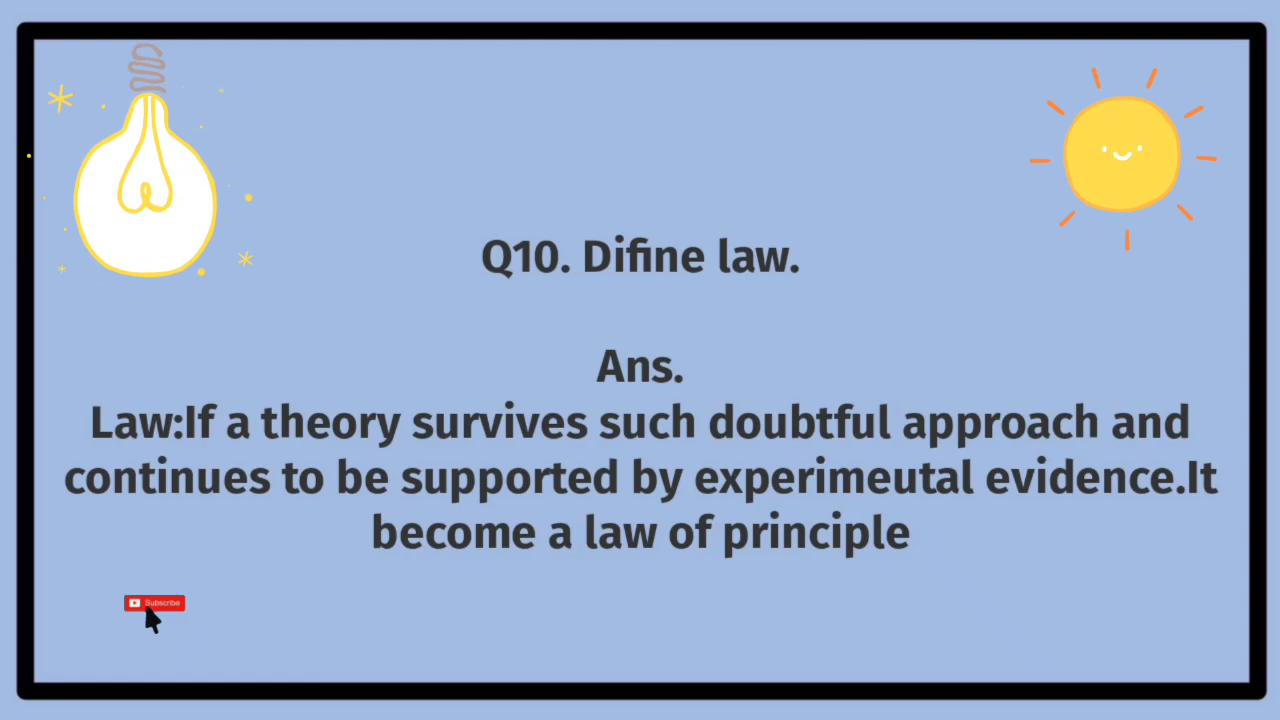 Q10. Difine law.
Ans.
Law:If a theory survives such doubtful approach and
continues to be supported by experimeutal evidence.It
become a law of principle
Subscribe